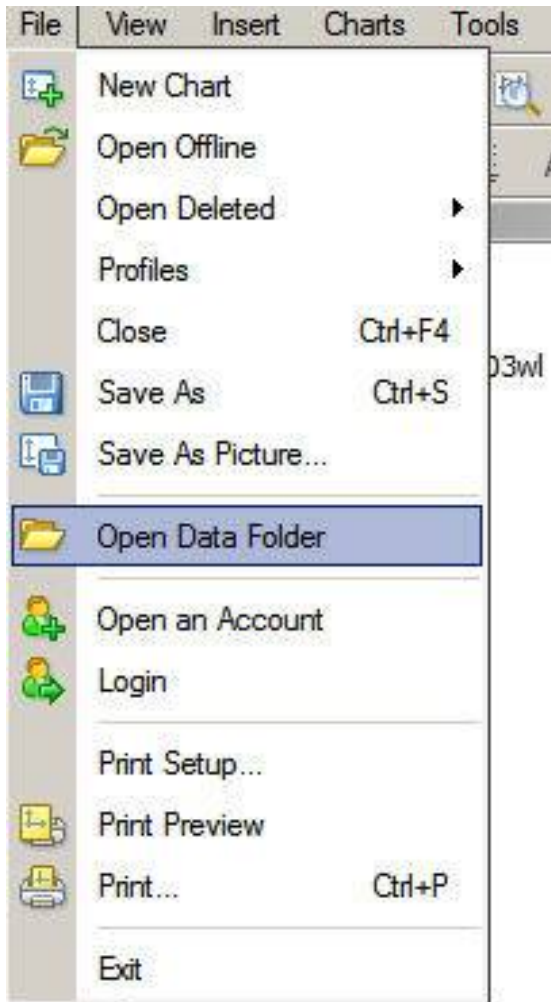 File View Insert Charts Tools
New Chart
Open Offline
Open Deleted
Profiles
Close Ctrl+F4
Save As Ctrl+S
Save As Picture...
Open Data Folder
Open an Account
Login
Print Setup...
Print Preview
Print... Ctrl+P
Exit